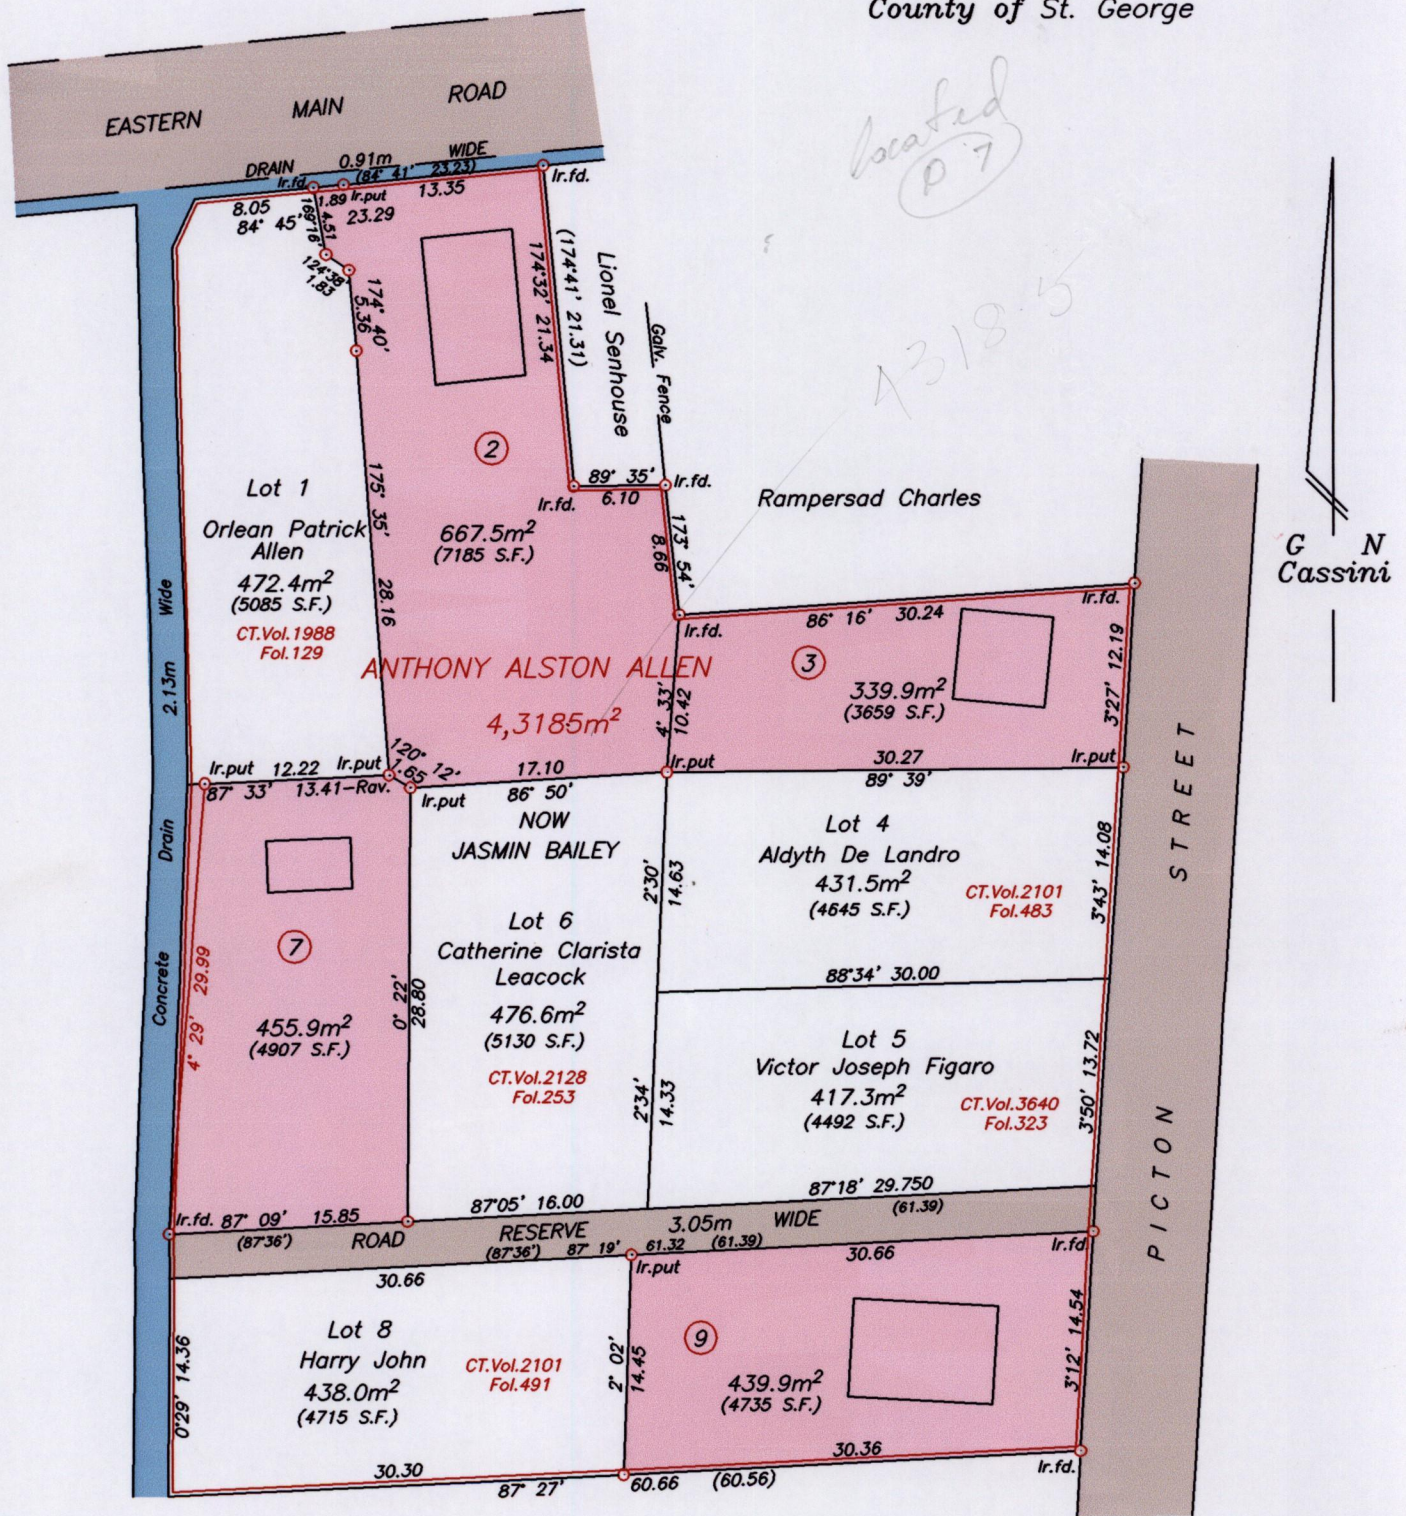 County of St. George
located
P 7
4318.5
EASTERN MAIN ROAD
DRAIN 0.91m WIDE
(84° 41' 23.23)
Ir.fd.
1.89 Ir.put
13.35
Ir.fd.
8.05
84° 45'
23.29
169°16'
4.51
124°38'
1.83
174° 40'
5.36
174°32' 21.34
(174°41' 21.31)
Lionel Senhouse
Galv. Fence
2
89° 35'
6.10
Ir.fd.
Ir.fd.
Lot 1
Orlean Patrick
Allen
472.4m²
(5085 S.F.)
CT.Vol.1988
Fol.129
175° 35'
28.16
667.5m²
(7185 S.F.)
173° 54'
8.66
Rampersad Charles
G N
Cassini
Ir.fd.
86° 16' 30.24
Ir.fd.
ANTHONY ALSTON ALLEN
4,3185m²
3
339.9m²
(3659 S.F.)
4° 33'
10.42
3°27' 12.19
Concrete Drain 2.13m Wide
Ir.put 12.22 Ir.put
87° 33' 13.41-Rav.
120° 12'
1.65
Ir.put
17.10
86° 50'
Ir.put
30.27
89° 39'
Ir.put
NOW
JASMIN BAILEY
Lot 4
Aldyth De Landro
431.5m²
(4645 S.F.)
CT.Vol.2101
Fol.483
2°30'
14.63
3°43' 14.08
PICTON STREET
7
455.9m²
(4907 S.F.)
4° 29' 29.99
0° 22'
28.80
Lot 6
Catherine Clarista
Leacock
476.6m²
(5130 S.F.)
CT.Vol.2128
Fol.253
88°34' 30.00
Lot 5
Victor Joseph Figaro
417.3m²
(4492 S.F.)
CT.Vol.3640
Fol.323
2°34'
14.33
3°50' 13.72
Ir.fd. 87° 09' 15.85
(87°36')
87°05' 16.00
87°18' 29.750
(61.39)
ROAD RESERVE 3.05m WIDE
(87°36') 87° 19' 61.32 (61.39)
30.66
Ir.put
30.66
Ir.fd
Lot 8
Harry John
438.0m²
(4715 S.F.)
CT.Vol.2101
Fol.491
0°29' 14.36
2° 02'
14.45
9
439.9m²
(4735 S.F.)
3°12' 14.54
30.30
87° 27'
60.66 (60.56)
30.36
Ir.fd.